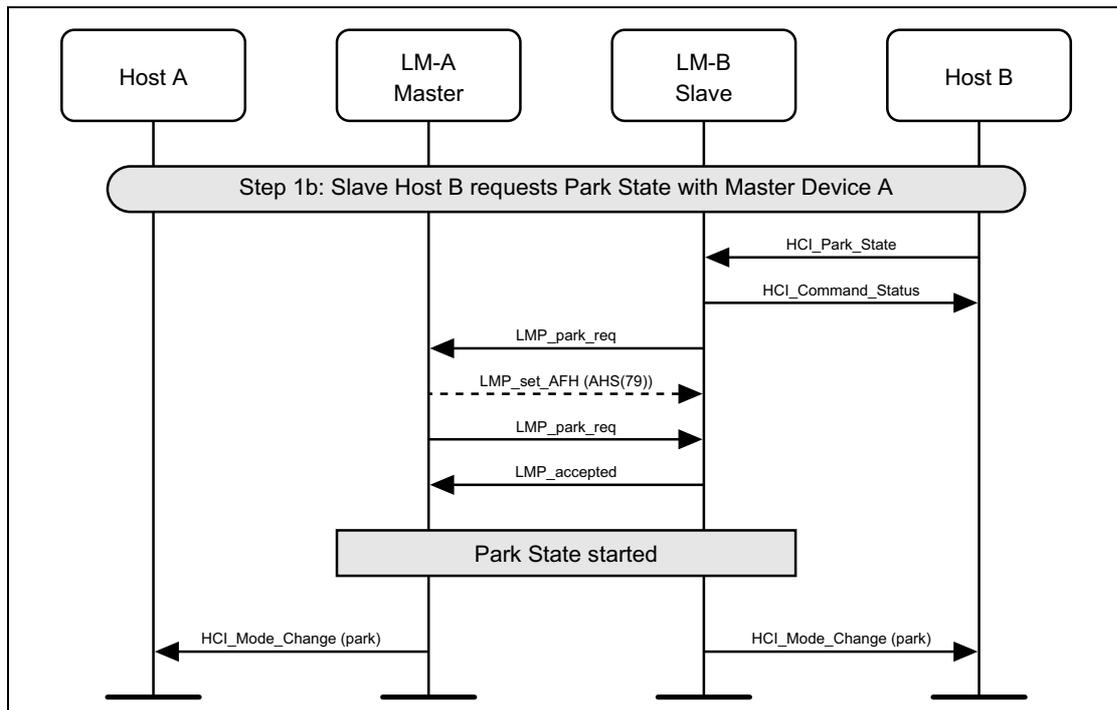 Host A
LM-A
Master
LM-B
Slave
Host B
Step 1b: Slave Host B requests Park State with Master Device A
HCI_Park_State
HCI_Command_Status
LMP_park_req
LMP_set_AFH (AHS(79))
LMP_park_req
LMP_accepted
Park State started
HCI_Mode_Change (park)
HCI_Mode_Change (park)